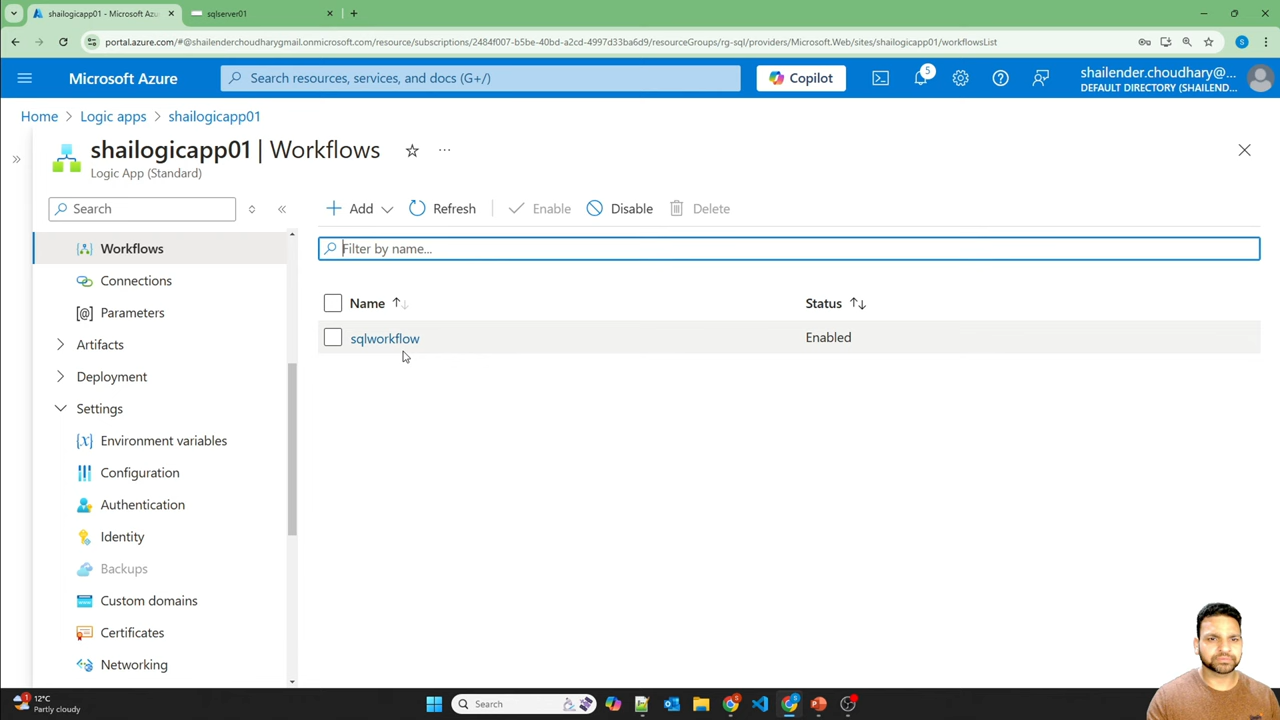 shailogicapp01 - Microsoft Azu
sqlserver01
portal.azure.com/#@shailenderchoudharygmail.onmicrosoft.com/resource/subscriptions/2484f007-b5be-40bd-a2cd-4997d33ba6d9/resourceGroups/rg-sql/providers/Microsoft.Web/sites/shailogicapp01/workflowsList
S
Microsoft Azure
Search resources, services, and docs (G+/)
Copilot
5
shailender.choudhary@...
DEFAULT DIRECTORY (SHAILEND...
Home > Logic apps > shailogicapp01
shailogicapp01 | Workflows
Logic App (Standard)
Search
Add
Refresh
Enable
Disable
Delete
Workflows
Connections
Parameters
Artifacts
Deployment
Settings
Environment variables
Configuration
Authentication
Identity
Backups
Custom domains
Certificates
Networking
Filter by name...
Name
Status
sqlworkflow
Enabled
1
12°C
Partly cloudy
Search